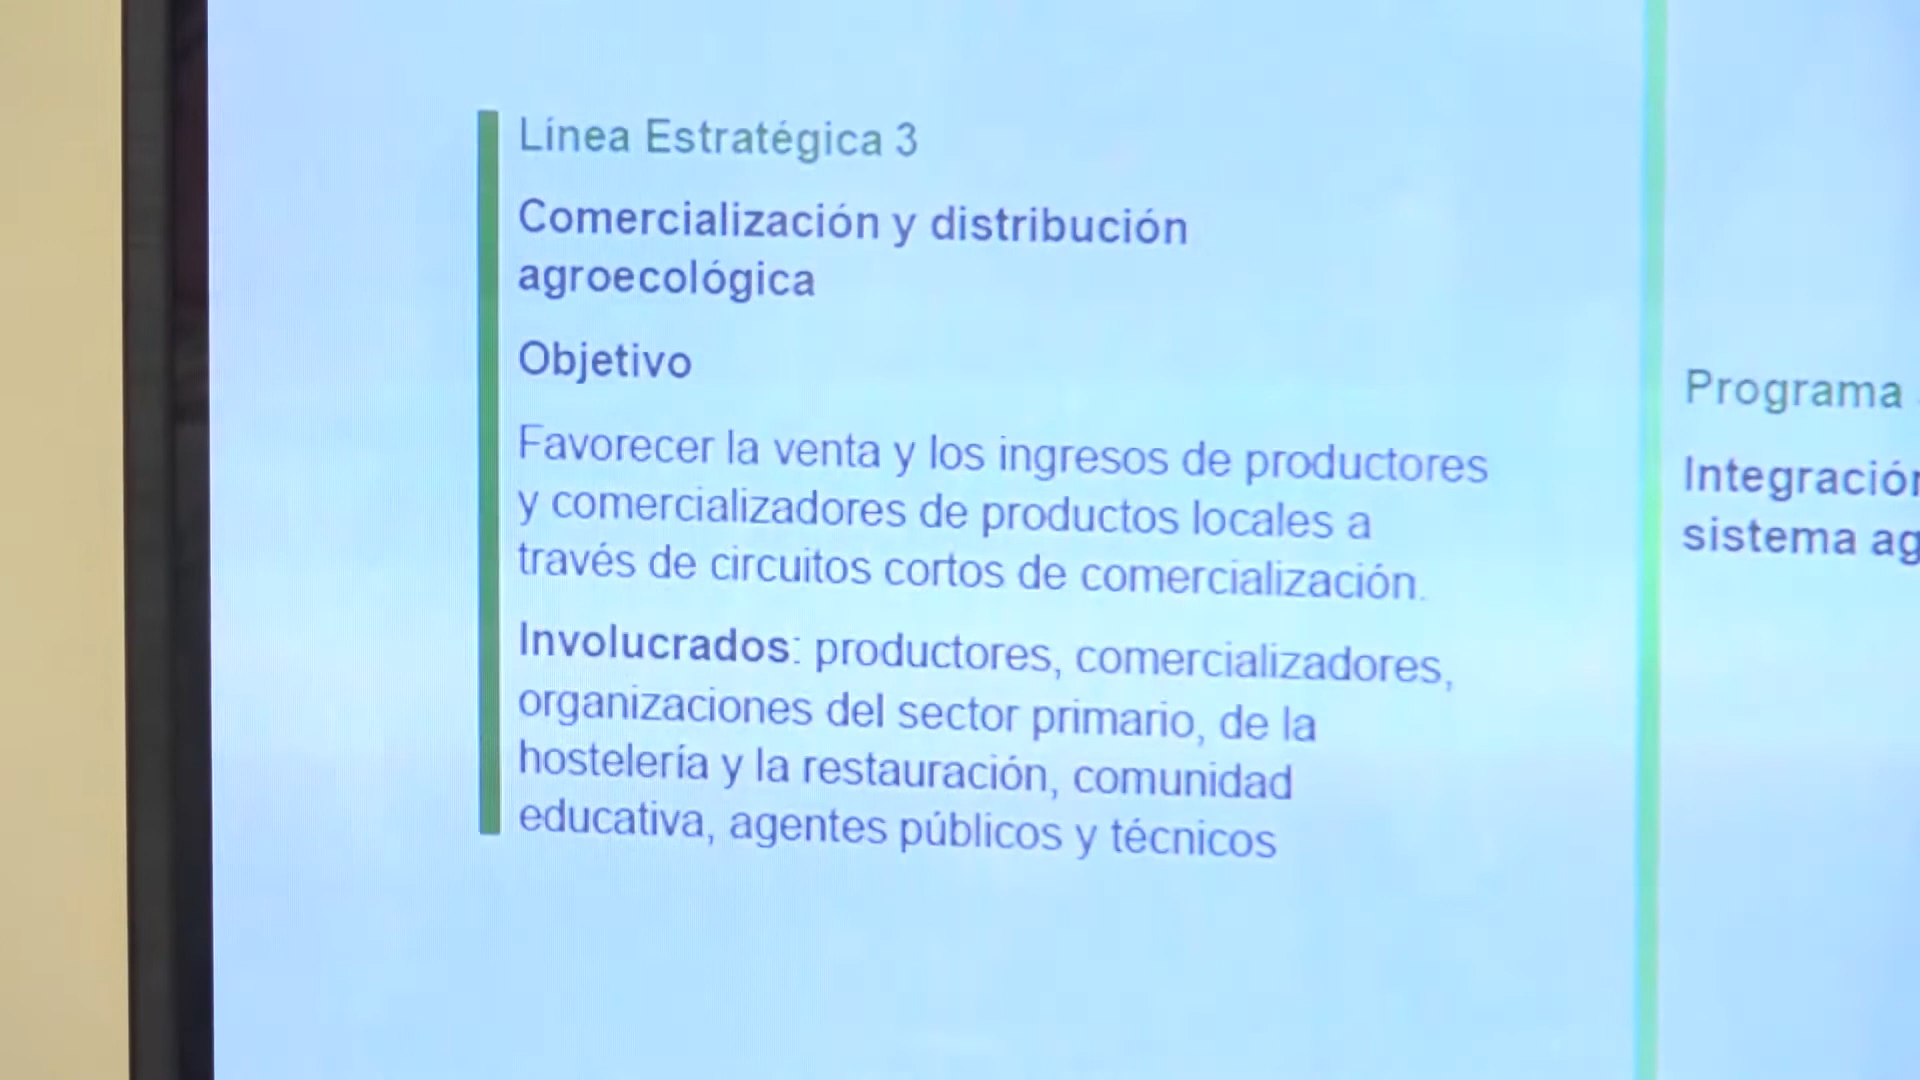 Línea Estratégica 3
Comercialización y distribución
agroecológica
Objetivo
Favorecer la venta y los ingresos de productores
y comercializadores de productos locales a
través de circuitos cortos de comercialización.
Involucrados: productores, comercializadores,
organizaciones del sector primario, de la
hostelería y la restauración, comunidad
educativa, agentes públicos y técnicos
Programa
Integración
sistema ag